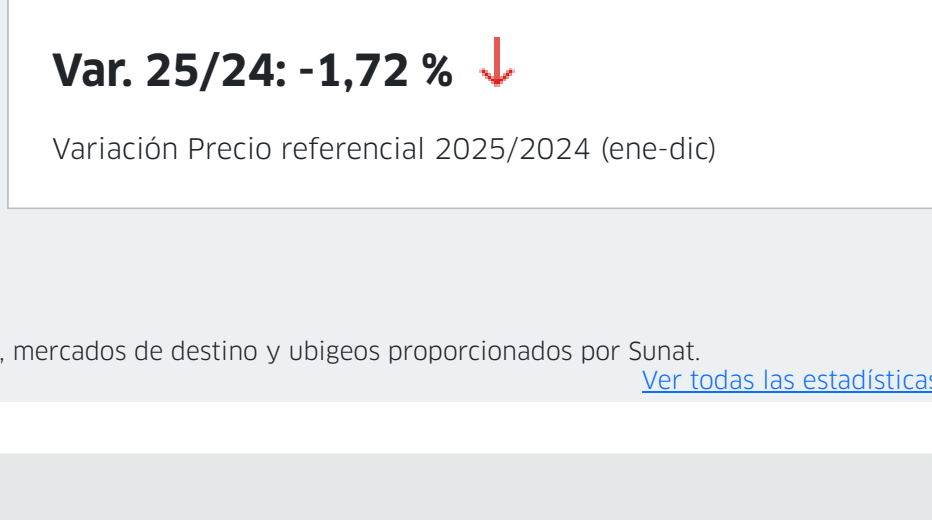 Var. 25/24: -1,72 %
Variación Precio referencial 2025/2024 (ene-dic)
, mercados de destino y ubigeos proporcionados por Sunat.
Ver todas las estadísticas